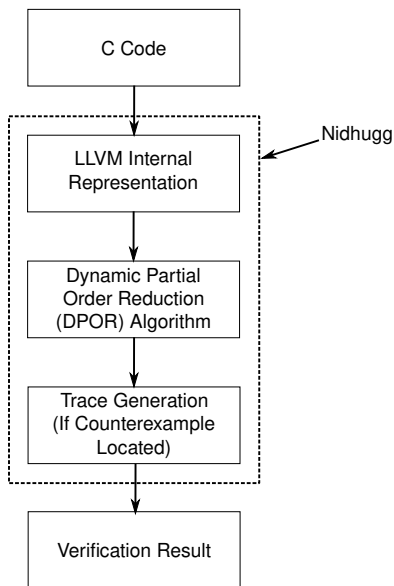 C Code
Nidhugg
LLVM Internal
Representation
Dynamic Partial
Order Reduction
(DPOR) Algorithm
Trace Generation
(If Counterexample
Located)
Verification Result